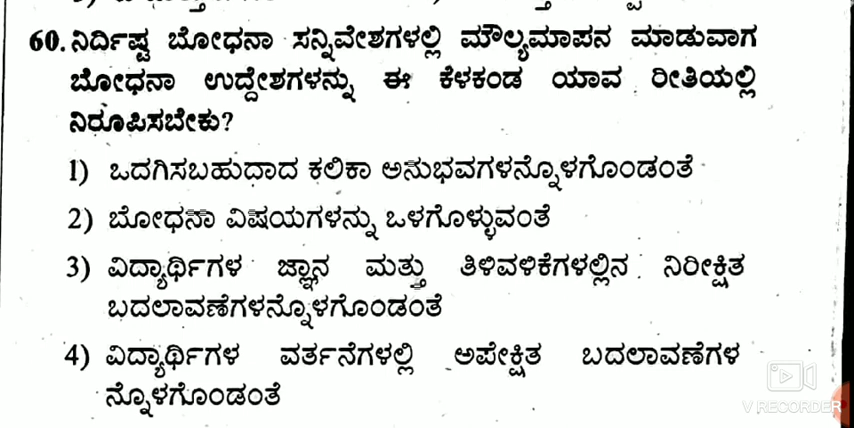 60. ನಿರ್ದಿಷ್ಟ ಬೋಧನಾ ಸನ್ನಿವೇಶಗಳಲ್ಲಿ ಮೌಲ್ಯಮಾಪನ ಮಾಡುವಾಗ
ಬೋಧನಾ ಉದ್ದೇಶಗಳನ್ನು ಈ ಕೆಳಕಂಡ ಯಾವ ರೀತಿಯಲ್ಲಿ
ನಿರೂಪಿಸಬೇಕು?
1) ಒದಗಿಸಬಹುದಾದ ಕಲಿಕಾ ಅನುಭವಗಳನ್ನೊಳಗೊಂಡಂತೆ
2) ಬೋಧನಾ ವಿಷಯಗಳನ್ನು ಒಳಗೊಳ್ಳುವಂತೆ
3) ವಿದ್ಯಾರ್ಥಿಗಳ ಜ್ಞಾನ ಮತ್ತು ತಿಳಿವಳಿಕೆಗಳಲ್ಲಿನ ನಿರೀಕ್ಷಿತ
ಬದಲಾವಣೆಗಳನ್ನೊಳಗೊಂಡಂತೆ
4) ವಿದ್ಯಾರ್ಥಿಗಳ ವರ್ತನೆಗಳಲ್ಲಿ ಅಪೇಕ್ಷಿತ ಬದಲಾವಣೆಗಳ
ನ್ನೊಳಗೊಂಡಂತೆ
V RECORDER